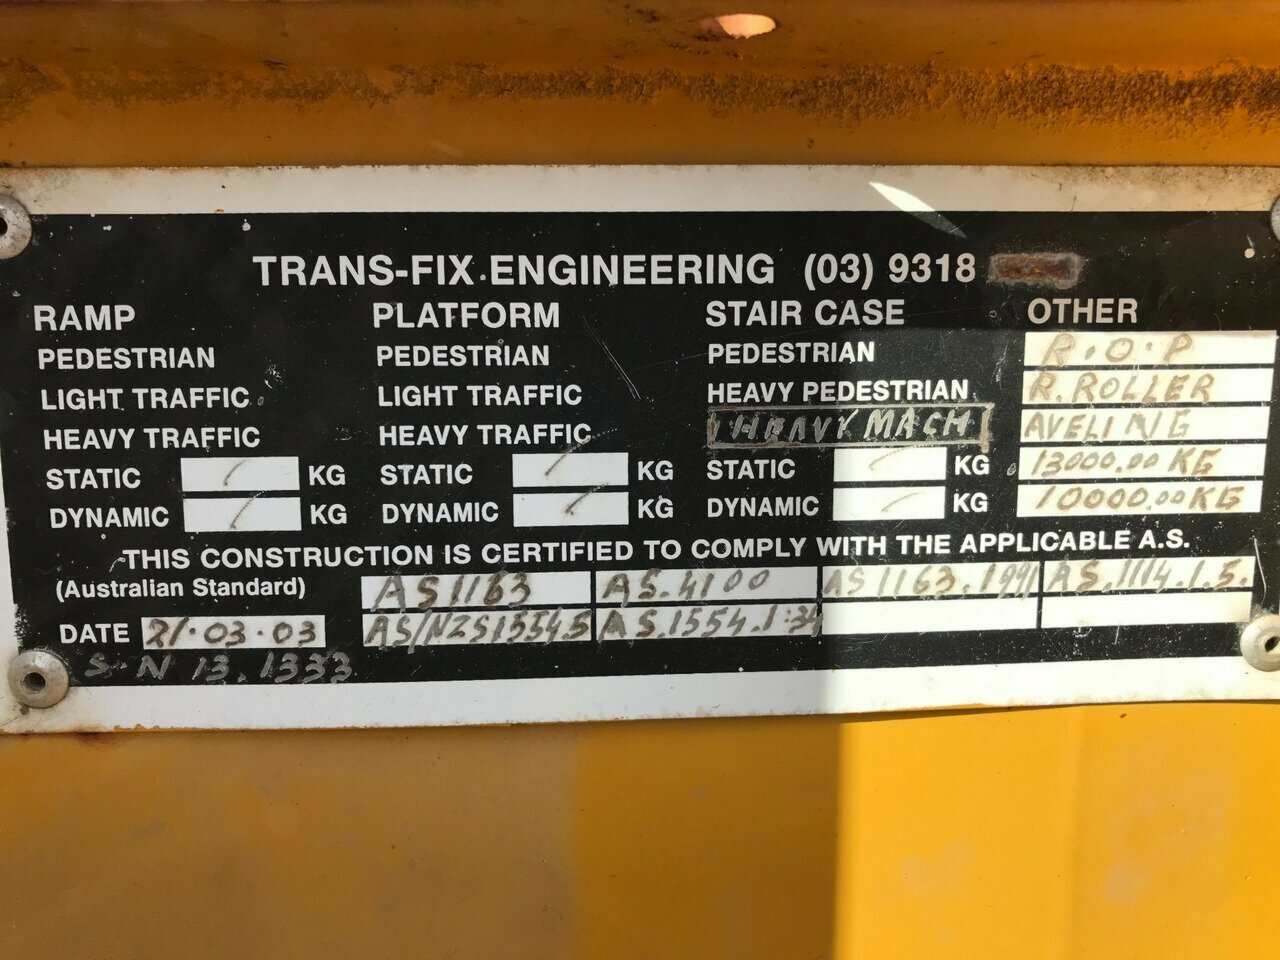 TRANS-FIX ENGINEERING (03) 9318
RAMP PLATFORM STAIR CASE OTHER
PEDESTRIAN PEDESTRIAN PEDESTRIAN R.O.P
LIGHT TRAFFIC LIGHT TRAFFIC HEAVY PEDESTRIAN R. ROLLER
HEAVY TRAFFIC HEAVY TRAFFIC HEAVY MACH AVELING
STATIC / KG STATIC / KG STATIC / KG 13000.00 KG
DYNAMIC / KG DYNAMIC / KG DYNAMIC / KG 10000.00 KG
THIS CONSTRUCTION IS CERTIFIED TO COMPLY WITH THE APPLICABLE A.S.
(Australian Standard) AS1163 AS.4100 AS1163.1991 AS.1114.1.5.
DATE 21.03.03 AS/NZS1554.5 AS.1554.1:
S-N 13.1333